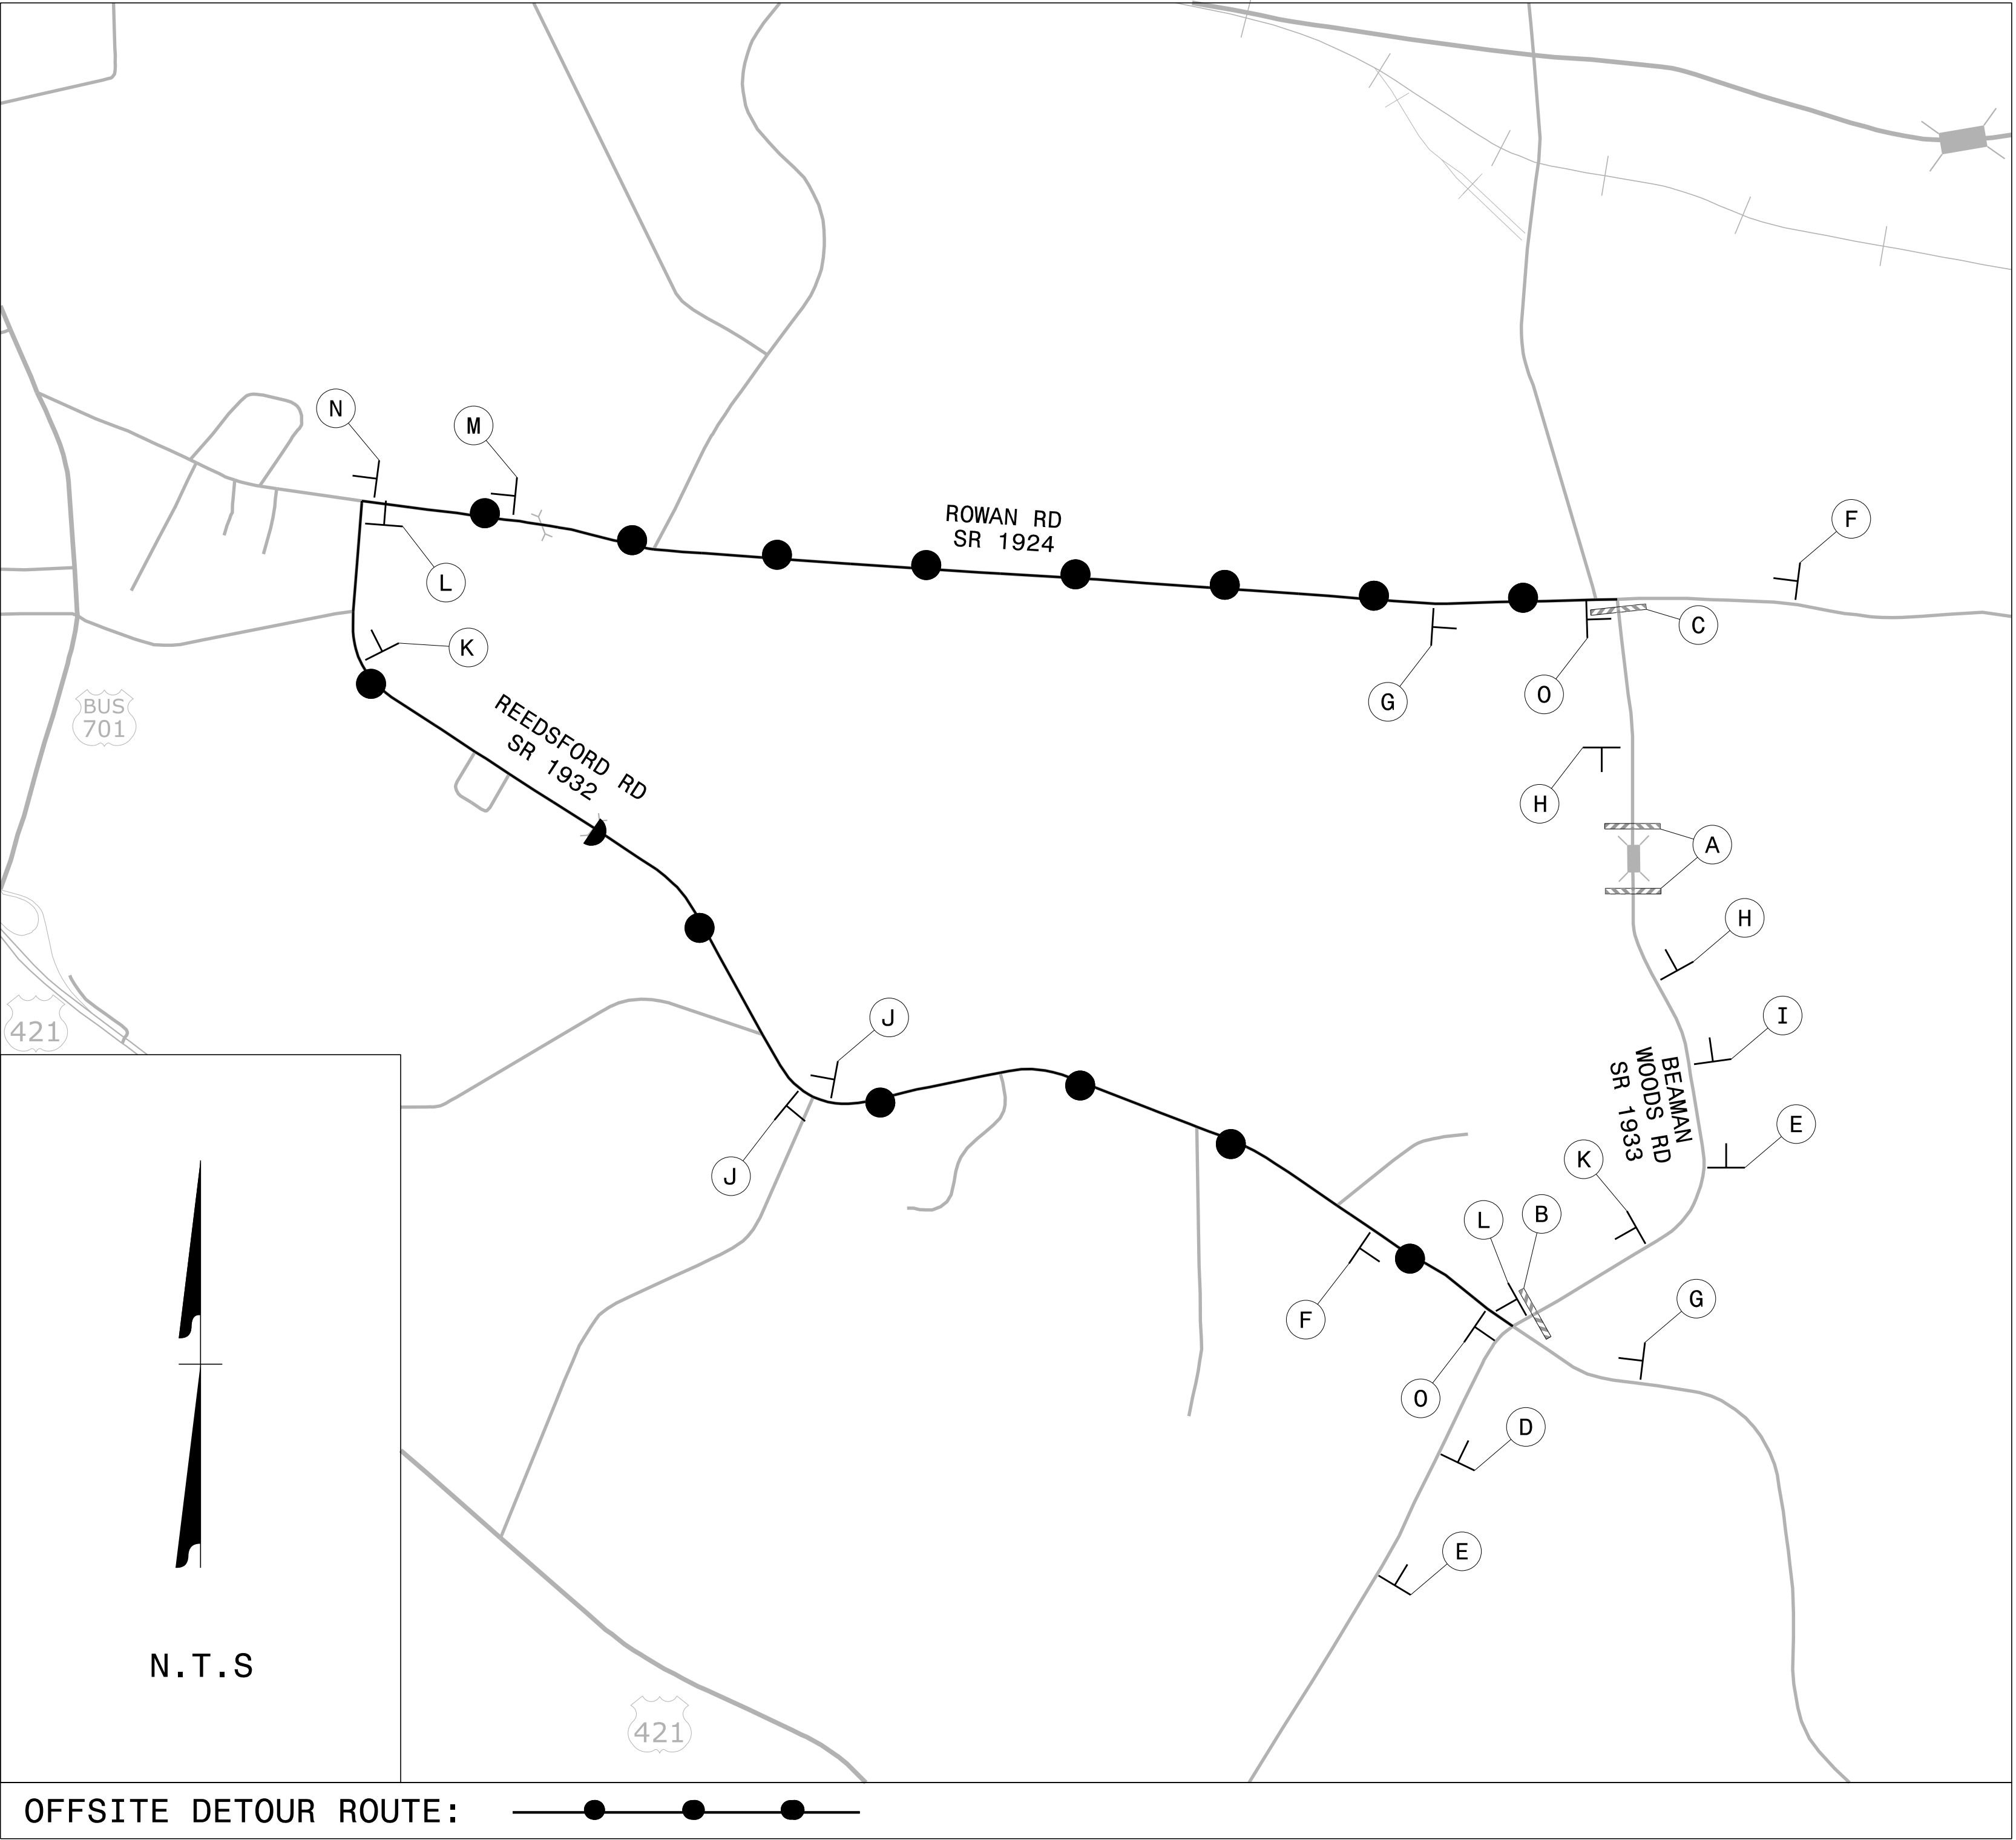 N
M
ROWAN RD
SR 1924
F
L
C
K
G
O
BUS
701
REEDSFORD RD
SR 1932
H
A
H
J
I
421
BEAMAN
WOODS RD
SR 1933
E
K
J
L
B
F
G
O
D
E
N.T.S
421
OFFSITE DETOUR ROUTE: